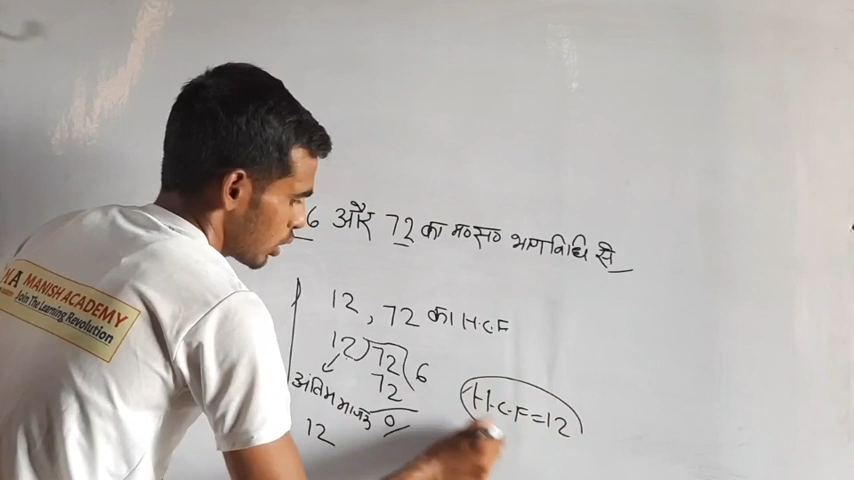 6 और 72 का म०स० भागविधि से
12, 72 का H.C.F
12)72(6
72
0
अंतिम भाजक
12
H.C.F=12
MANISH ACADEMY
Join The Learning Revolution